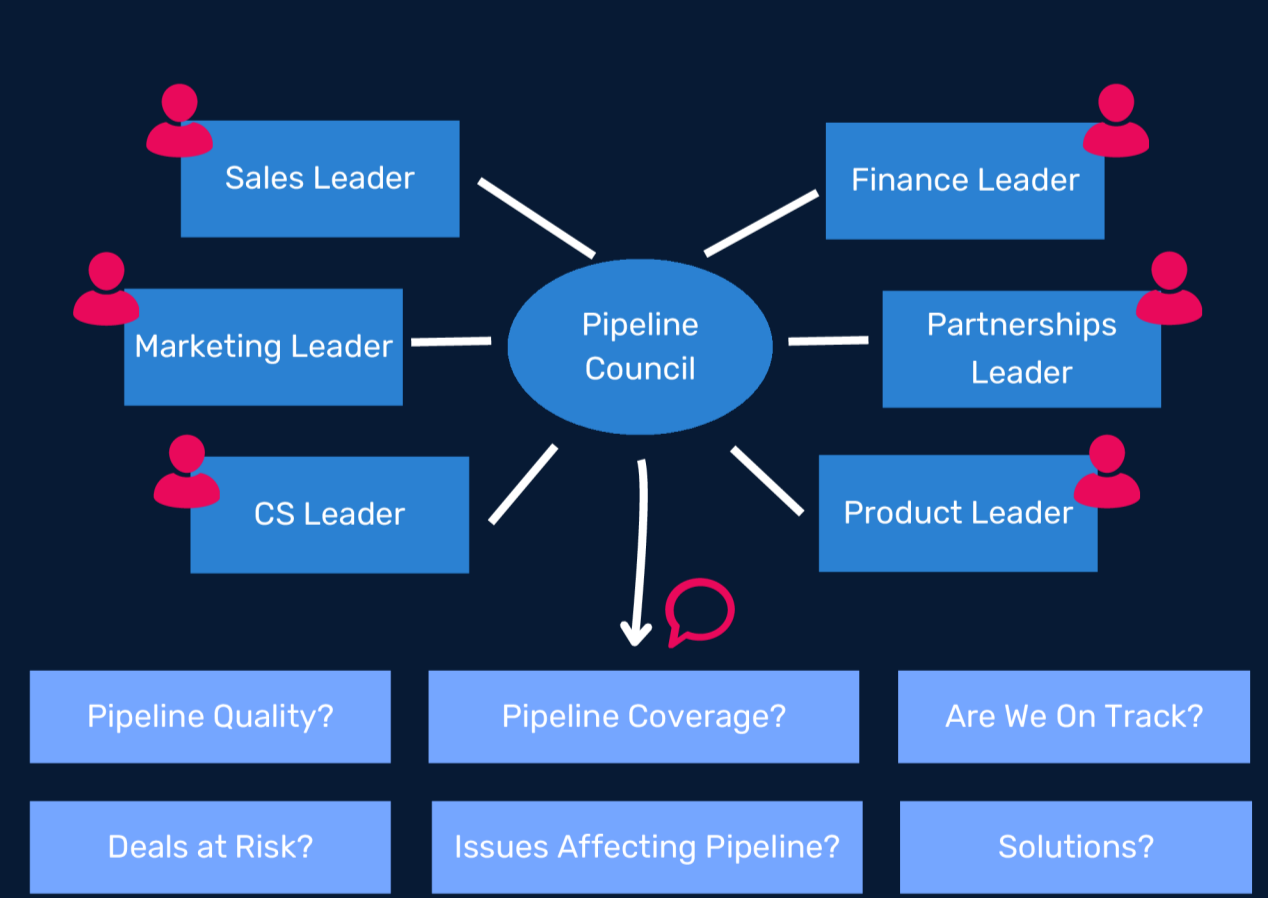 Sales Leader
Finance Leader
Marketing Leader
Pipeline
Council
Partnerships
Leader
CS Leader
Product Leader
Pipeline Quality?
Pipeline Coverage?
Are We On Track?
Deals at Risk?
Issues Affecting Pipeline?
Solutions?